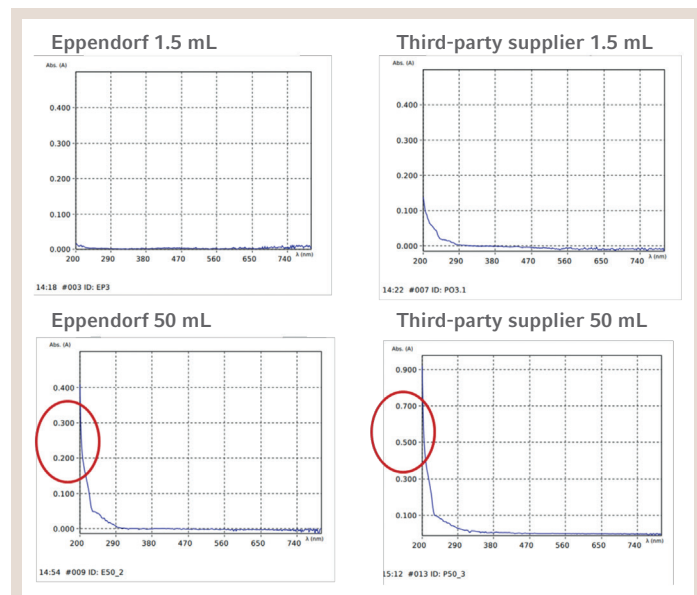 Eppendorf 1.5 mL
Abs. (A)
0.400
0.300
0.200
0.100
0.000
200 290 380 470 560 650 740 λ (nm)
14:18 #003 ID: EP3
Third-party supplier 1.5 mL
Abs. (A)
0.400
0.300
0.200
0.100
0.000
200 290 380 470 560 650 740 λ (nm)
14:22 #007 ID: PO3.1
Eppendorf 50 mL
Abs. (A)
0.400
0.300
0.200
0.100
0.000
200 290 380 470 560 650 740 λ (nm)
14:54 #009 ID: E50_2
Third-party supplier 50 mL
Abs. (A)
0.900
0.700
0.500
0.300
0.100
200 290 380 470 560 650 740 λ (nm)
15:12 #013 ID: P50_3